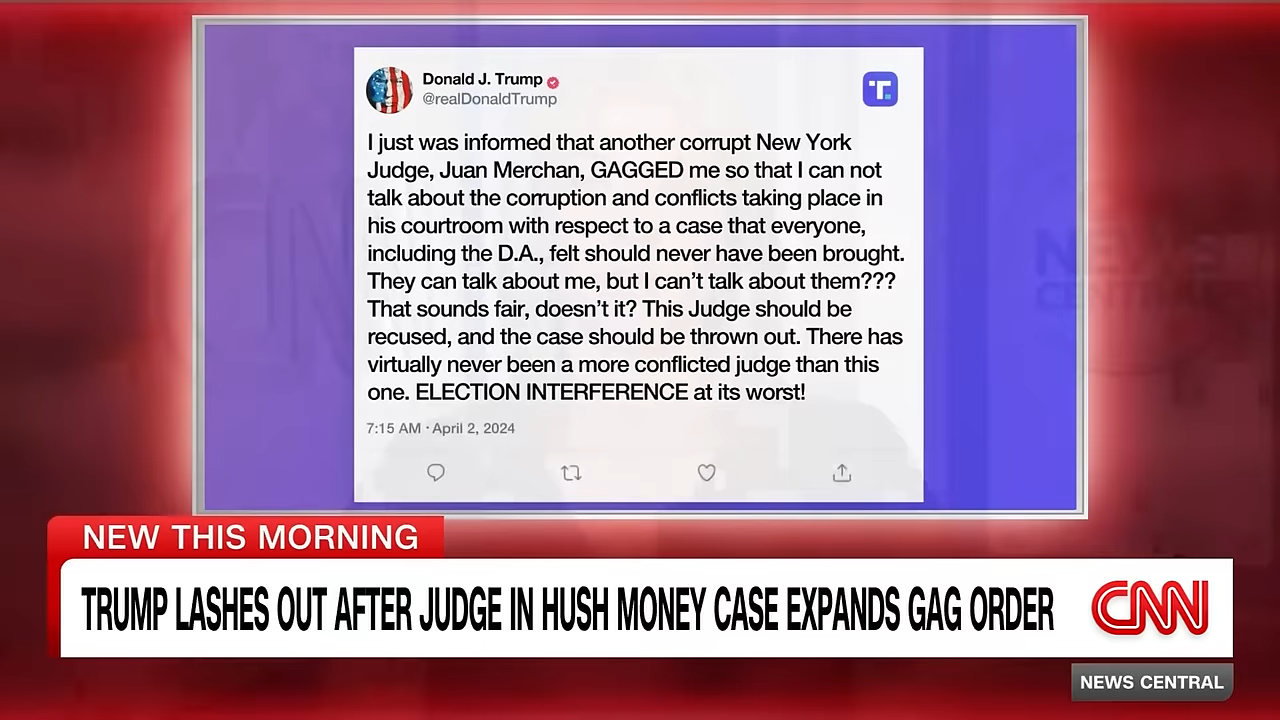 Donald J. Trump
@realDonaldTrump
T.
I just was informed that another corrupt New York
Judge, Juan Merchan, GAGGED me so that I can not
talk about the corruption and conflicts taking place in
his courtroom with respect to a case that everyone,
including the D.A., felt should never have been brought.
They can talk about me, but I can’t talk about them???
That sounds fair, doesn’t it? This Judge should be
recused, and the case should be thrown out. There has
virtually never been a more conflicted judge than this
one. ELECTION INTERFERENCE at its worst!
7:15 AM · April 2, 2024
NEW THIS MORNING
TRUMP LASHES OUT AFTER JUDGE IN HUSH MONEY CASE EXPANDS GAG ORDER
CNN
NEWS CENTRAL